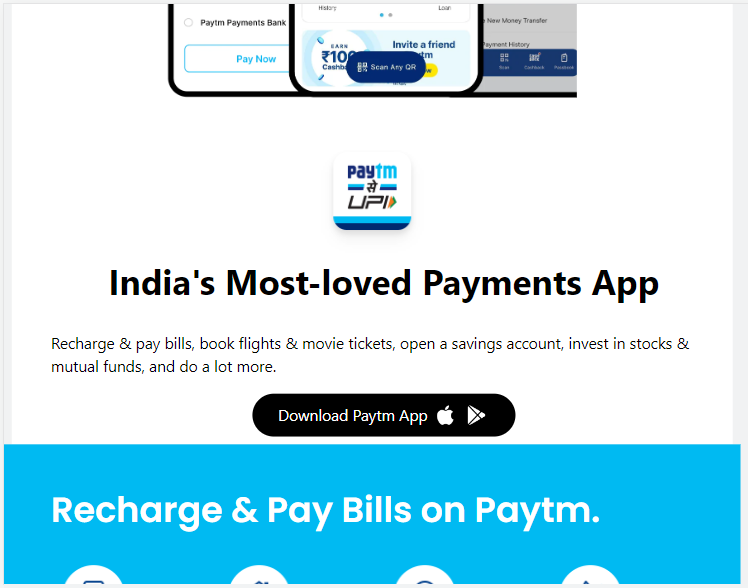 Paytm Payments Bank
Pay Now
History
Loan
EARN
₹100
Cashback
Invite a friend
Scan Any QR
New Money Transfer
Payment History
Scan
Cashback
Passbook
paytm
से
UPI
India's Most-loved Payments App
Recharge & pay bills, book flights & movie tickets, open a savings account, invest in stocks &
mutual funds, and do a lot more.
Download Paytm App
Recharge & Pay Bills on Paytm.